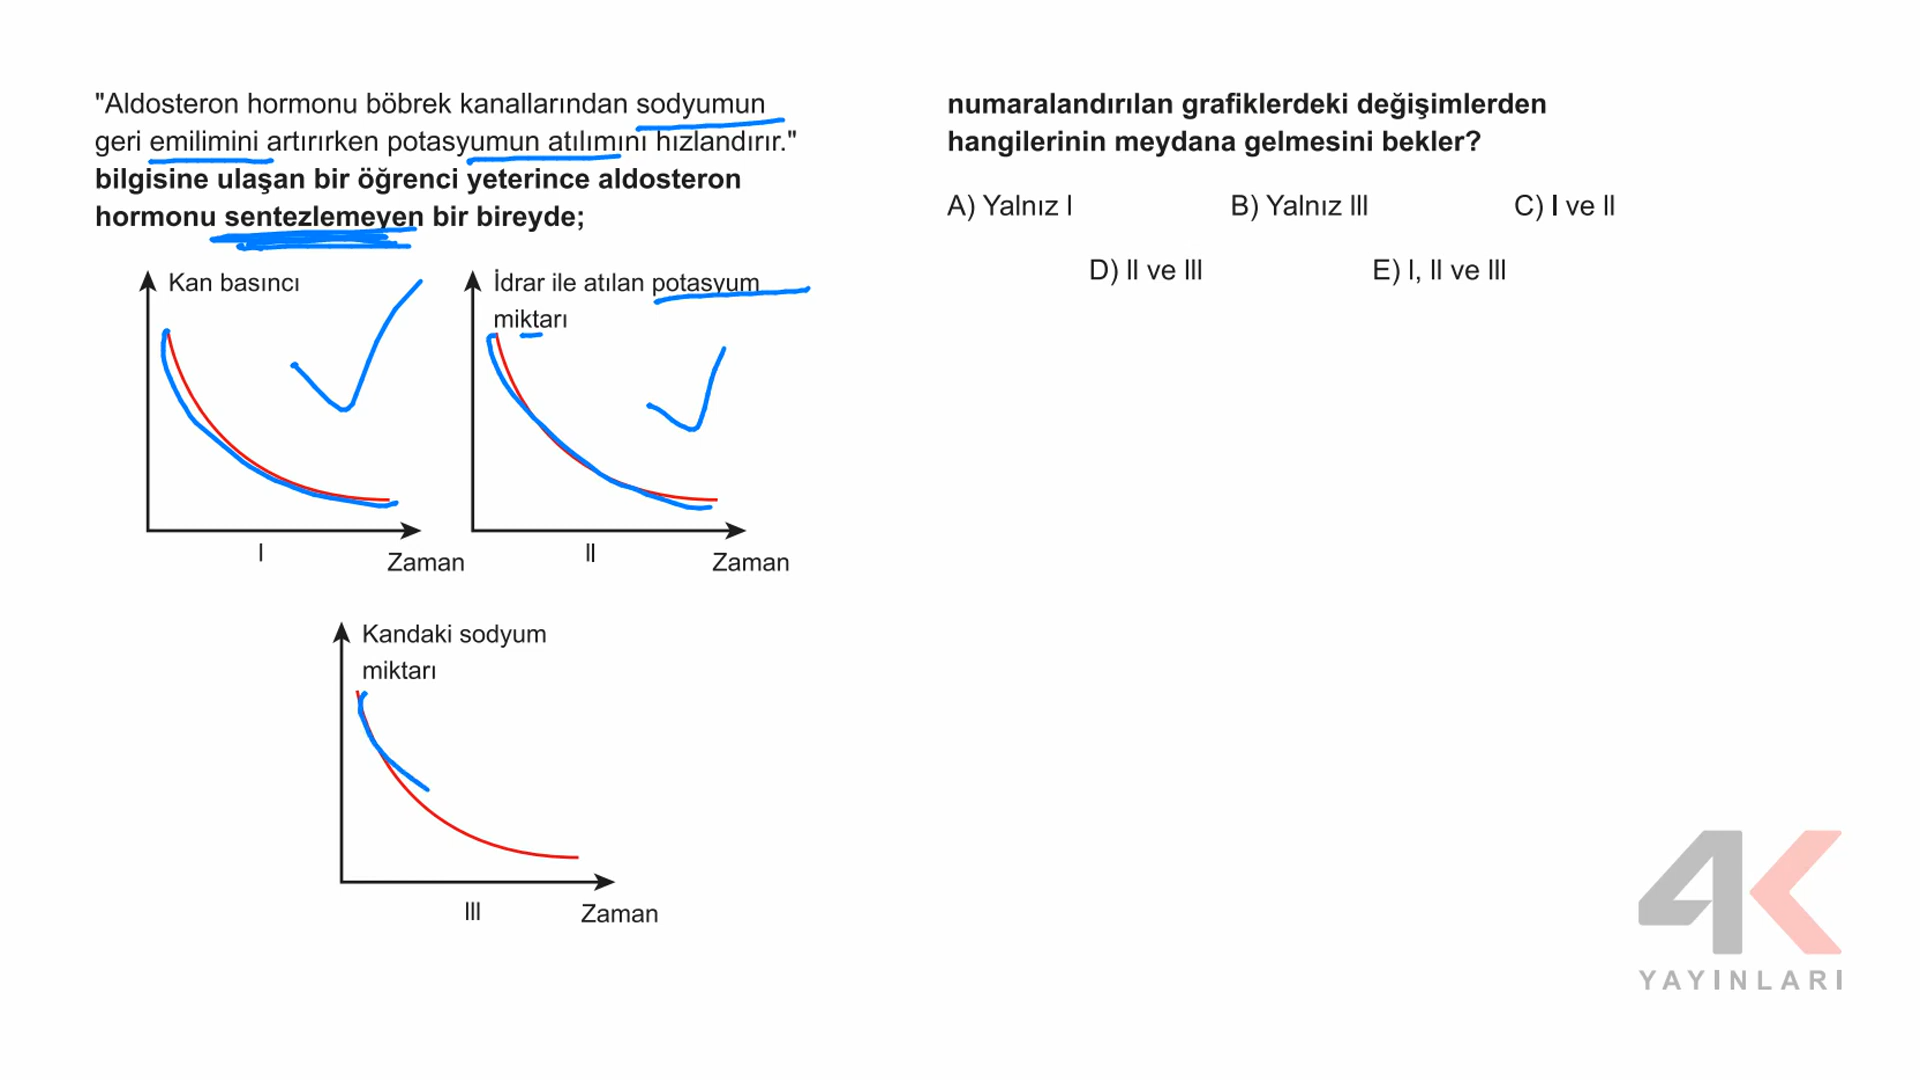 "Aldosteron hormonu böbrek kanallarından sodyumun
geri emilimini artırırken potasyumun atılımını hızlandırır."
bilgisine ulaşan bir öğrenci yeterince aldosteron
hormonu sentezlemeyen bir bireyde;
Kan basıncı
I
Zaman
İdrar ile atılan potasyum
miktarı
II
Zaman
Kandaki sodyum
miktarı
III
Zaman
numaralandırılan grafiklerdeki değişimlerden
hangilerinin meydana gelmesini bekler?
A) Yalnız I B) Yalnız III C) I ve II
D) II ve III E) I, II ve III
4K
YAYINLARI